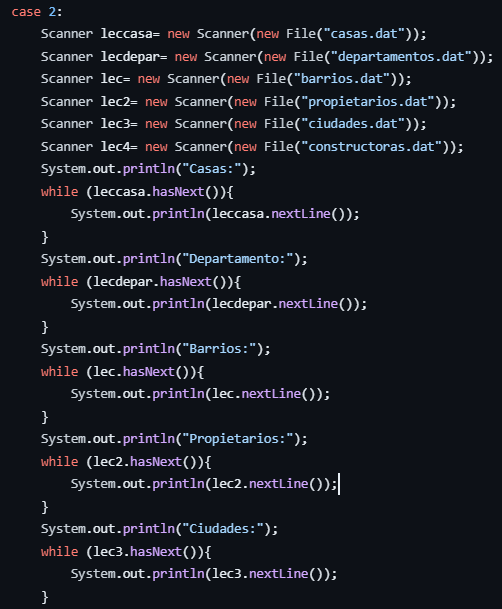 case 2:
Scanner leccasa= new Scanner(new File("casas.dat"));
Scanner lecdepar= new Scanner(new File("departamentos.dat"));
Scanner lec= new Scanner(new File("barrios.dat"));
Scanner lec2= new Scanner(new File("propietarios.dat"));
Scanner lec3= new Scanner(new File("ciudades.dat"));
Scanner lec4= new Scanner(new File("constructoras.dat"));
System.out.println("Casas:");
while (leccasa.hasNext()){
System.out.println(leccasa.nextLine());
}
System.out.println("Departamento:");
while (lecdepar.hasNext()){
System.out.println(lecdepar.nextLine());
}
System.out.println("Barrios:");
while (lec.hasNext()){
System.out.println(lec.nextLine());
}
System.out.println("Propietarios:");
while (lec2.hasNext()){
System.out.println(lec2.nextLine());
}
System.out.println("Ciudades:");
while (lec3.hasNext()){
System.out.println(lec3.nextLine());
}